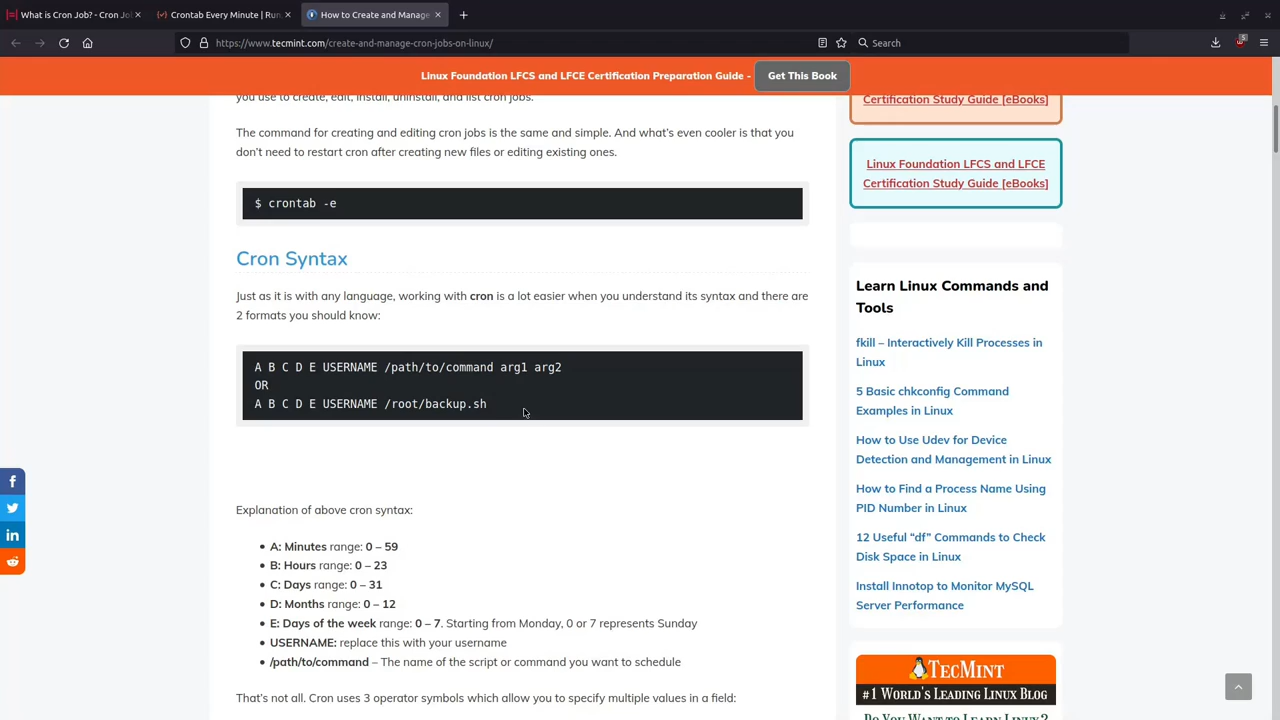 What is Cron Job? - Cron Jo
Crontab Every Minute | Run
How to Create and Manage
https://www.tecmint.com/create-and-manage-cron-jobs-on-linux/
Search
5
Linux Foundation LFCS and LFCE Certification Preparation Guide -
Get This Book
you use to create, edit, install, uninstall, and list cron jobs.
The command for creating and editing cron jobs is the same and simple. And what's even cooler is that you
don't need to restart cron after creating new files or editing existing ones.
$ crontab -e
Cron Syntax
Just as it is with any language, working with cron is a lot easier when you understand its syntax and there are
2 formats you should know:
A B C D E USERNAME /path/to/command arg1 arg2
OR
A B C D E USERNAME /root/backup.sh
Explanation of above cron syntax:
A: Minutes range: 0 – 59
B: Hours range: 0 – 23
C: Days range: 0 – 31
D: Months range: 0 – 12
E: Days of the week range: 0 – 7. Starting from Monday, 0 or 7 represents Sunday
USERNAME: replace this with your username
/path/to/command – The name of the script or command you want to schedule
That's not all. Cron uses 3 operator symbols which allow you to specify multiple values in a field:
Certification Study Guide [eBooks]
Linux Foundation LFCS and LFCE
Certification Study Guide [eBooks]
Learn Linux Commands and
Tools
fkill – Interactively Kill Processes in
Linux
5 Basic chkconfig Command
Examples in Linux
How to Use Udev for Device
Detection and Management in Linux
How to Find a Process Name Using
PID Number in Linux
12 Useful "df" Commands to Check
Disk Space in Linux
Install Innotop to Monitor MySQL
Server Performance
TECMINT
#1 WORLD'S LEADING LINUX BLOG
DO YOU WANT TO LEARN LINUX?